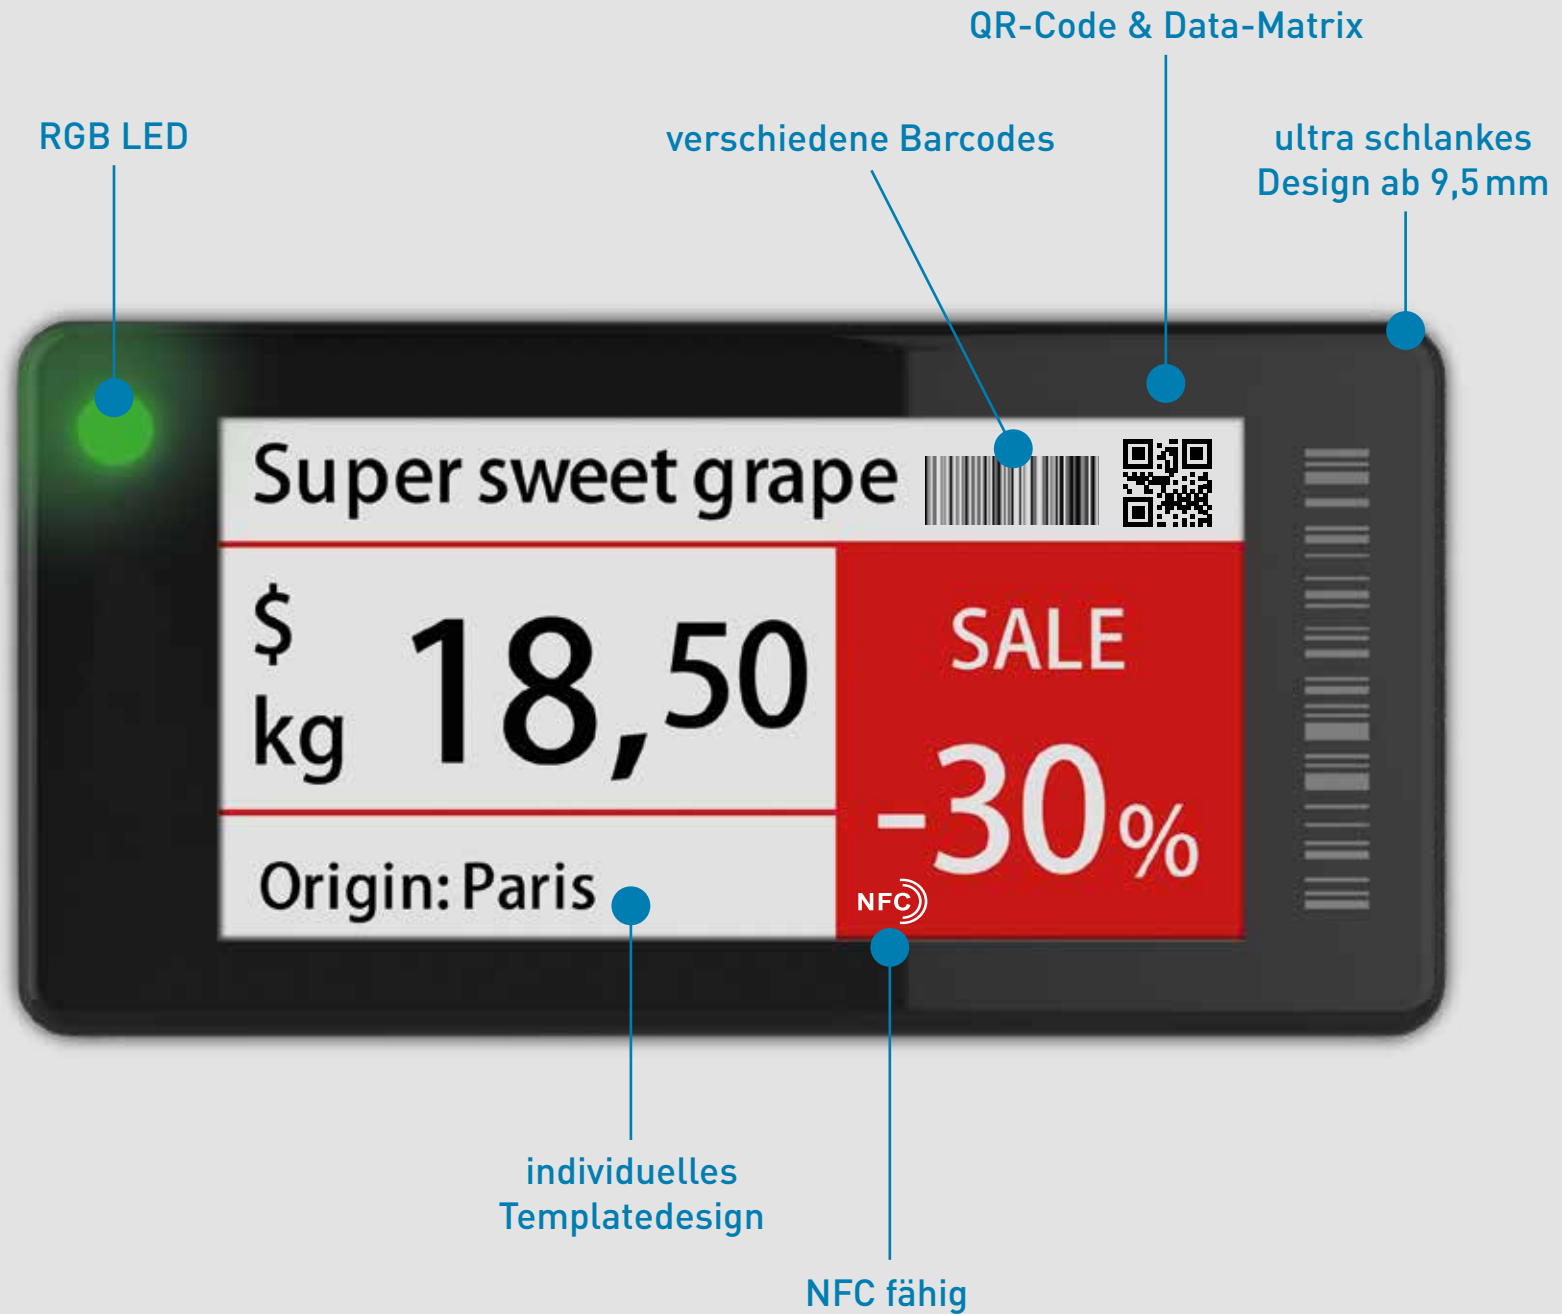 QR-Code & Data-Matrix
RGB LED
verschiedene Barcodes
ultra schlankes
Design ab 9,5 mm
Super sweet grape
$
kg
18,50
SALE
-30%
Origin: Paris
NFC
individuelles
Templatedesign
NFC fähig